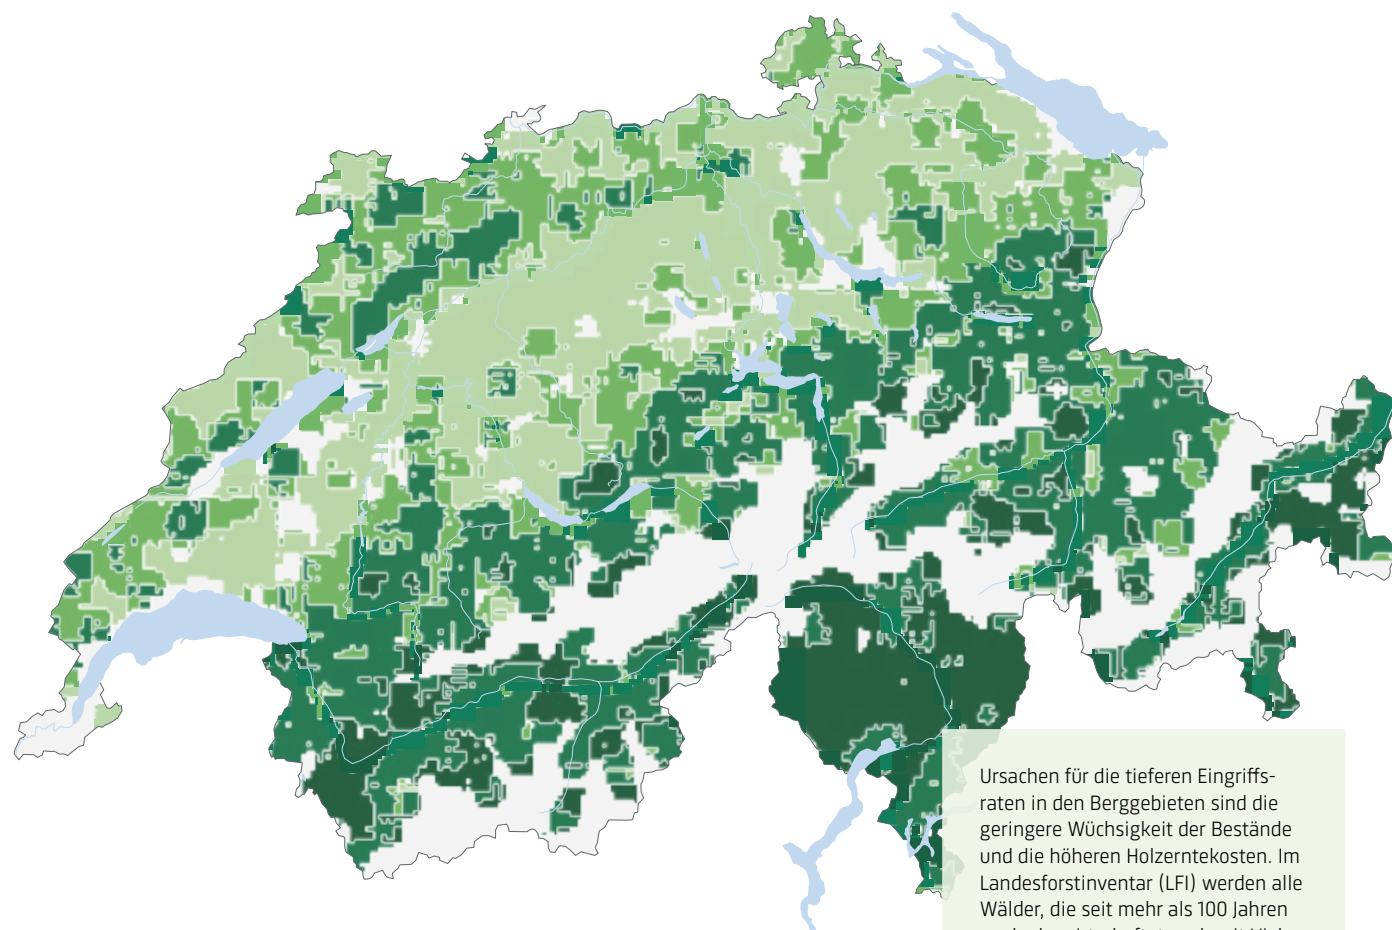 Ursachen für die tieferen Eingriffs-
raten in den Berggebieten sind die
geringere Wüchsigkeit der Bestände
und die höheren Holzerntekosten. Im
Landesforstinventar (LFI) werden alle
Wälder, die seit mehr als 100 Jahren